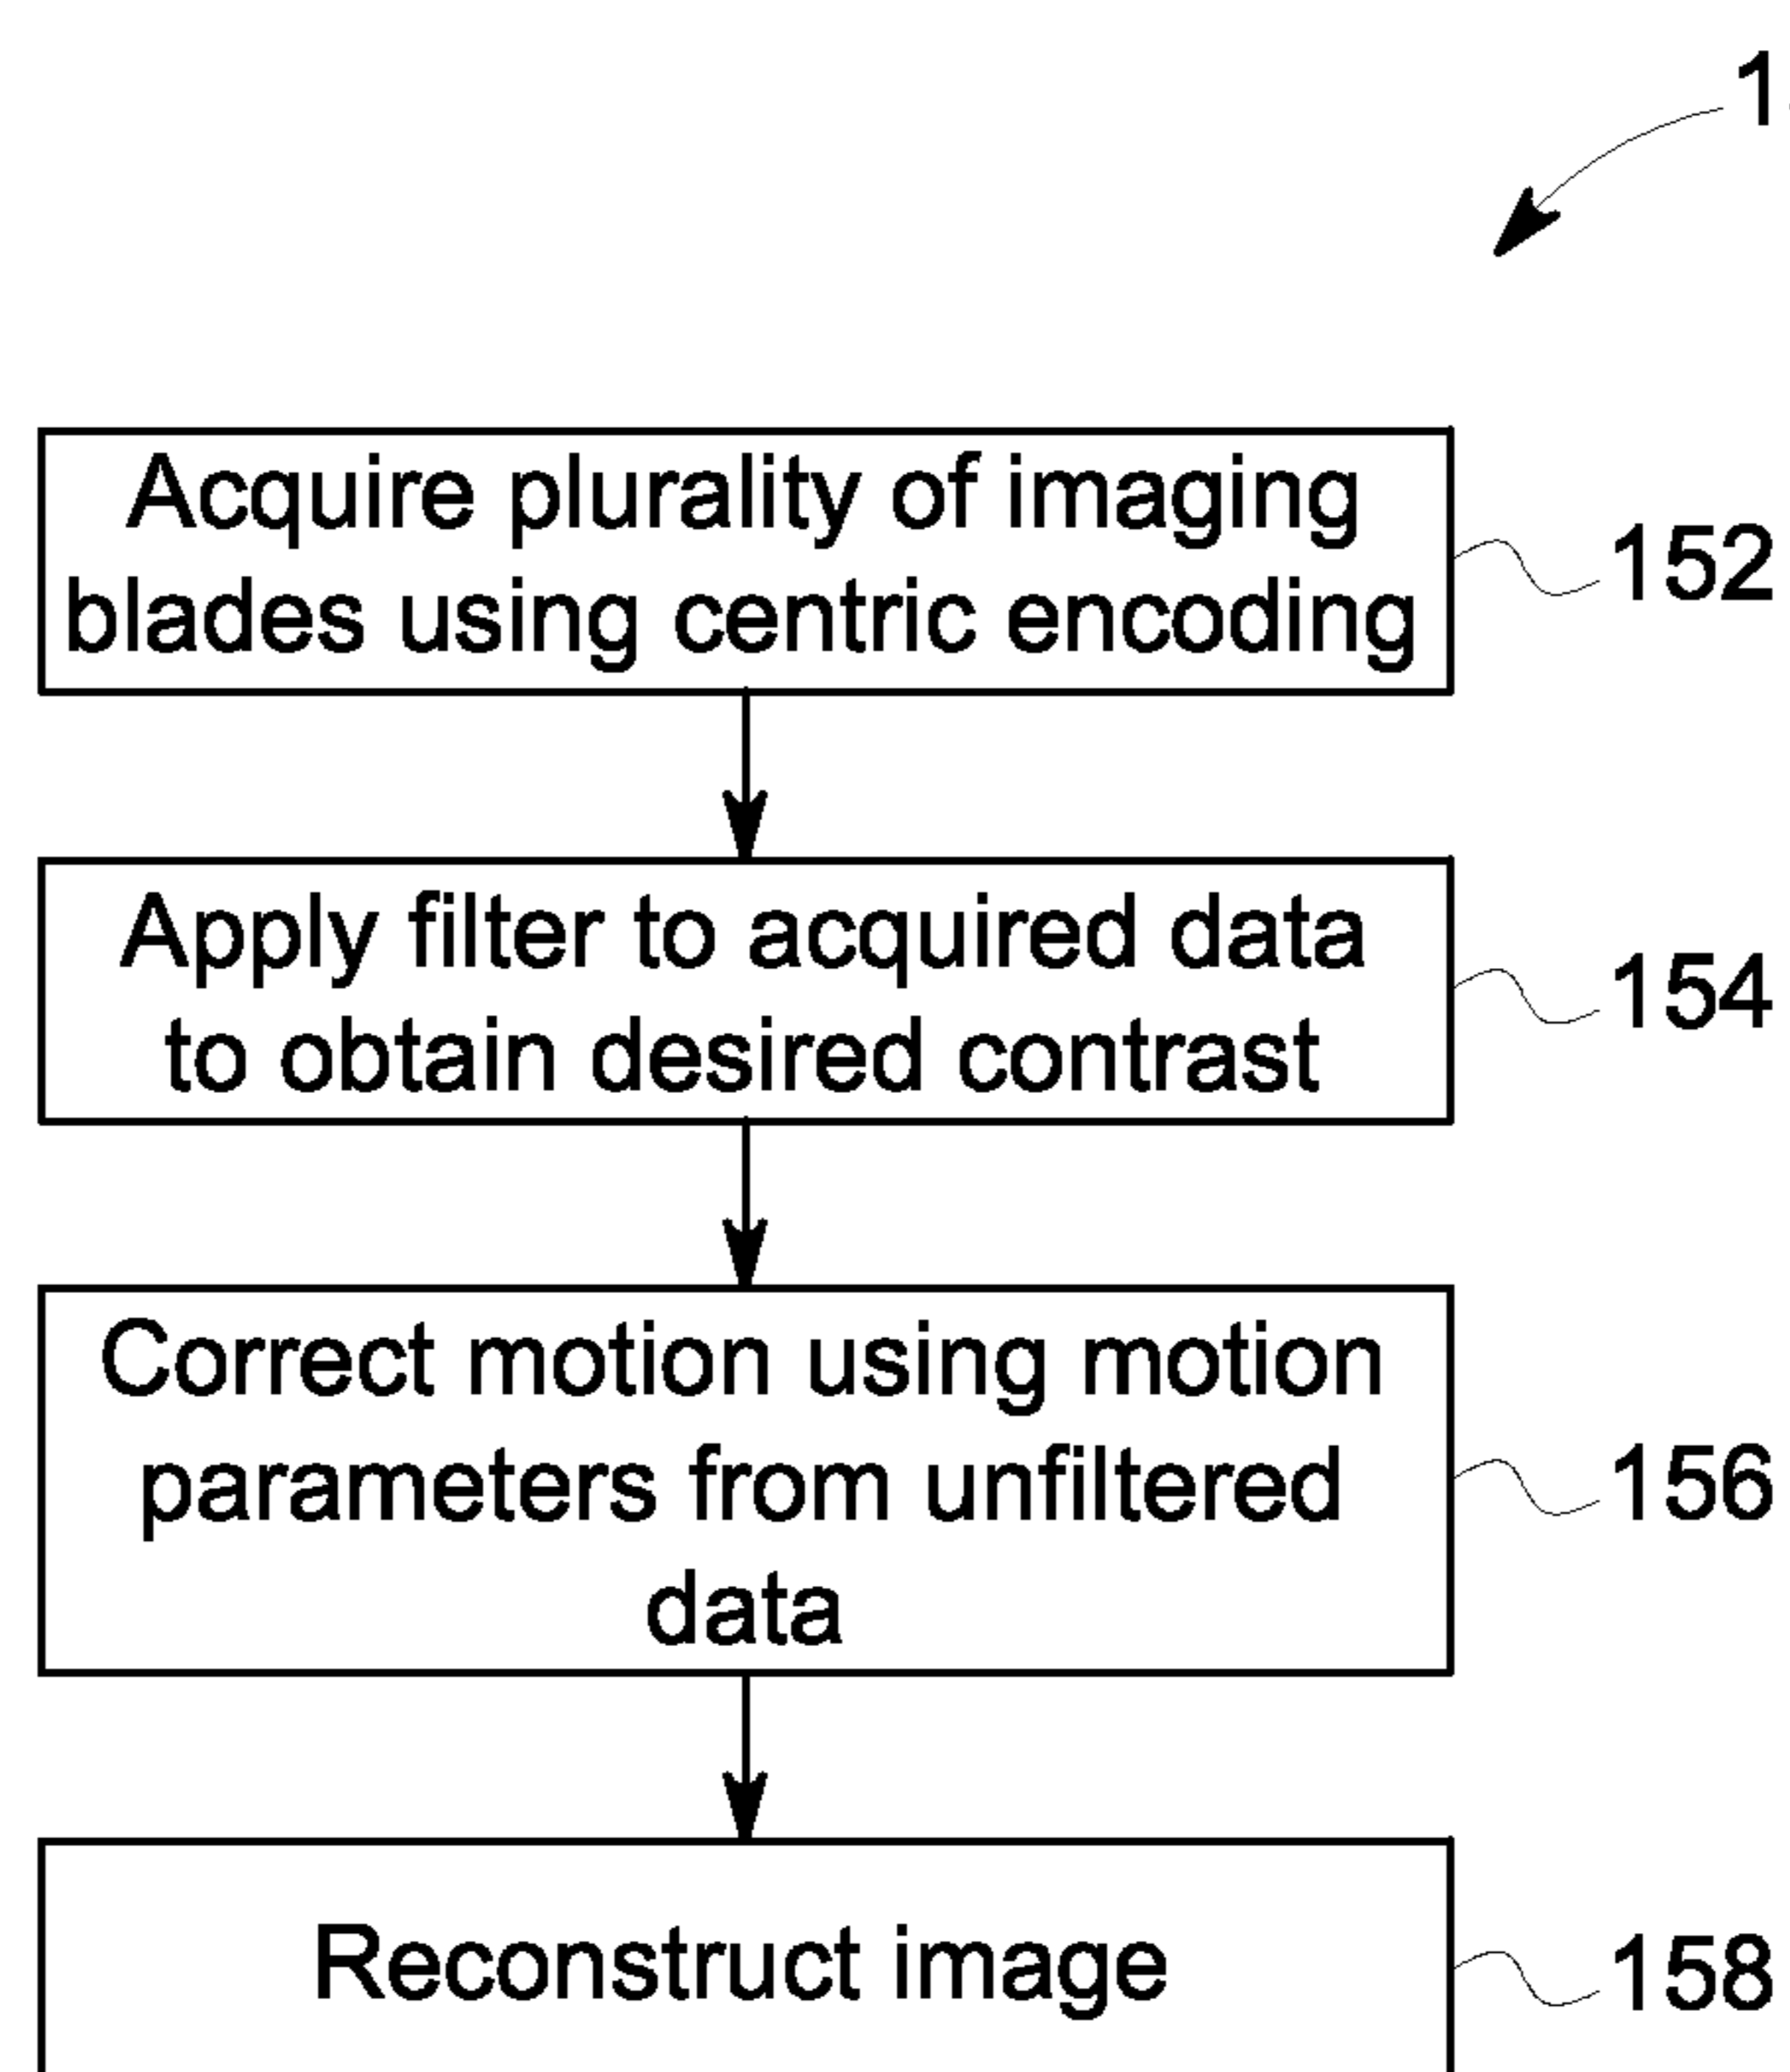 Acquire plurality of imaging
blades using centric encoding
152
Apply filter to acquired data
to obtain desired contrast
154
Correct motion using motion
parameters from unfiltered
data
156
Reconstruct image
158